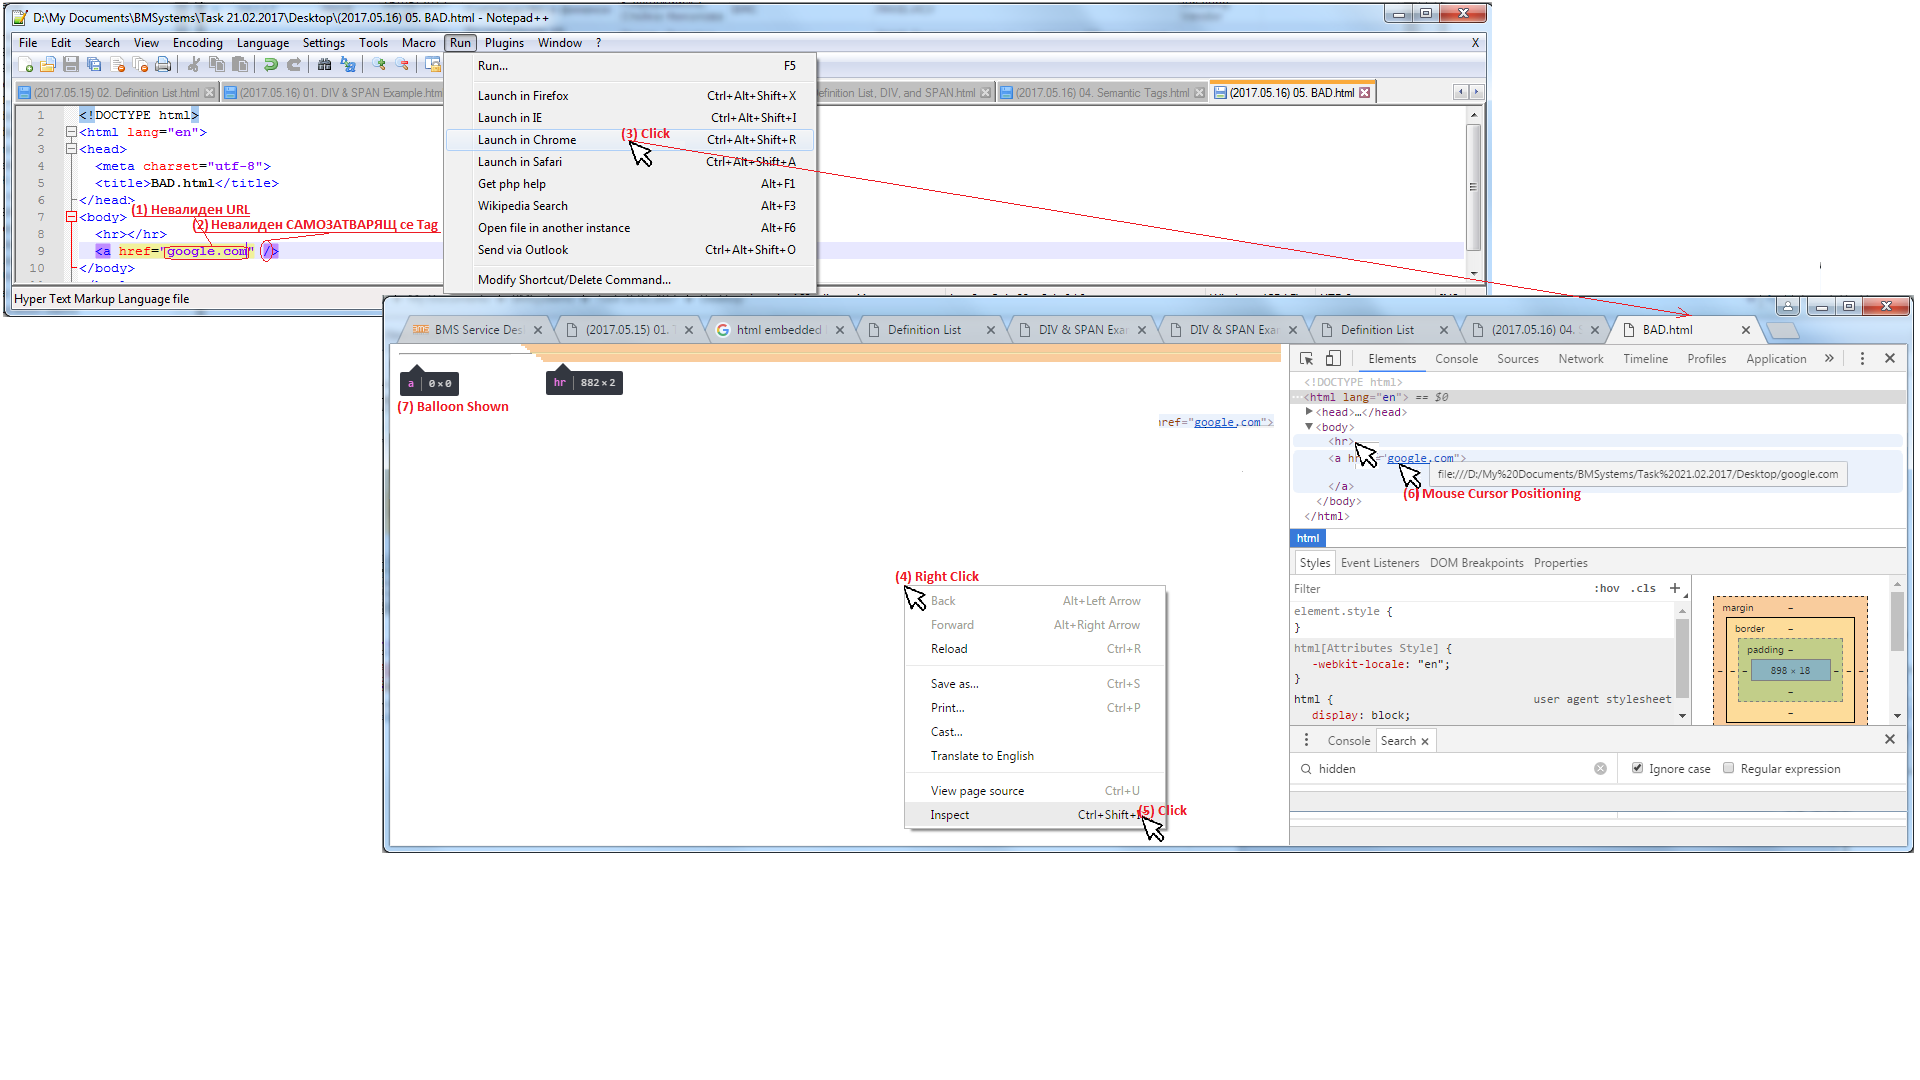 D:\My Documents\BMSystems\Task 21.02.2017\Desktop\(2017.05.16) 05. BAD.html - Notepad++
File Edit Search View Encoding Language Settings Tools Macro Run Plugins Window ? X
Run... F5
(2017.05.15) 02. Definition List.html (2017.05.16) 01. DIV & SPAN Example.htm efinition List, DIV, and SPAN.html (2017.05.16) 04. Semantic Tags.html (2017.05.16) 05. BAD.html
Launch in Firefox Ctrl+Alt+Shift+X
Launch in IE Ctrl+Alt+Shift+I
Launch in Chrome Ctrl+Alt+Shift+R
(3) Click
Launch in Safari Ctrl+Alt+Shift+A
Get php help Alt+F1
Wikipedia Search Alt+F3
Open file in another instance Alt+F6
Send via Outlook Ctrl+Alt+Shift+O
Modify Shortcut/Delete Command...
1 <!DOCTYPE html>
2 <html lang="en">
3 <head>
4 <meta charset="utf-8">
5 <title>BAD.html</title>
6 </head>
(1) Невалиден URL
7 <body>
(2) Невалиден САМОЗАТВАРЯЩ се Tag
8 <hr></hr>
9 <a href="google.com" />
10 </body>
Hyper Text Markup Language file
BMS Service Des (2017.05.15) 01. T html embedded Definition List DIV & SPAN Exam DIV & SPAN Exam Definition List (2017.05.16) 04. S BAD.html
a 0×0
hr 882×2
(7) Balloon Shown
href="google.com">
(4) Right Click
Back Alt+Left Arrow
Forward Alt+Right Arrow
Reload Ctrl+R
Save as... Ctrl+S
Print... Ctrl+P
Cast...
Translate to English
View page source Ctrl+U
Inspect Ctrl+Shift+I
(5) Click
Elements Console Sources Network Timeline Profiles Application »
<!DOCTYPE html>
<html lang="en"> == $0
<head>…</head>
<body>
<hr>
<a hr "google.com">
file:///D:/My%20Documents/BMSystems/Task%2021.02.2017/Desktop/google.com
</a>
(6) Mouse Cursor Positioning
</body>
</html>
html
Styles Event Listeners DOM Breakpoints Properties
Filter :hov .cls +
element.style {
}
html[Attributes Style] {
-webkit-locale: "en";
}
html { user agent stylesheet
display: block;
margin –
border –
padding –
898 × 18
Console Search
hidden Ignore case Regular expression